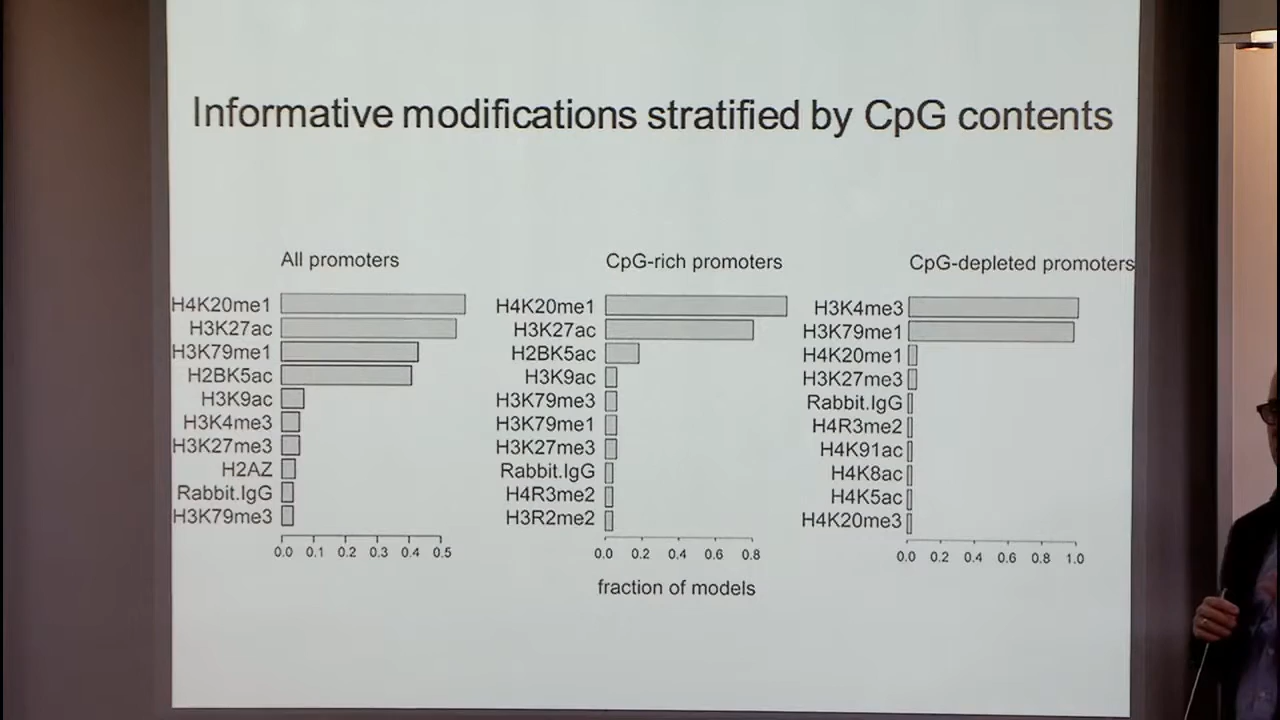 Informative modifications stratified by CpG contents
All promoters
H4K20me1
H3K27ac
H3K79me1
H2BK5ac
H3K9ac
H3K4me3
H3K27me3
H2AZ
Rabbit.IgG
H3K79me3
0.0 0.1 0.2 0.3 0.4 0.5
CpG-rich promoters
H4K20me1
H3K27ac
H2BK5ac
H3K9ac
H3K79me3
H3K79me1
H3K27me3
Rabbit.IgG
H4R3me2
H3R2me2
0.0 0.2 0.4 0.6 0.8
fraction of models
CpG-depleted promoters
H3K4me3
H3K79me1
H4K20me1
H3K27me3
Rabbit.IgG
H4R3me2
H4K91ac
H4K8ac
H4K5ac
H4K20me3
0.0 0.2 0.4 0.6 0.8 1.0